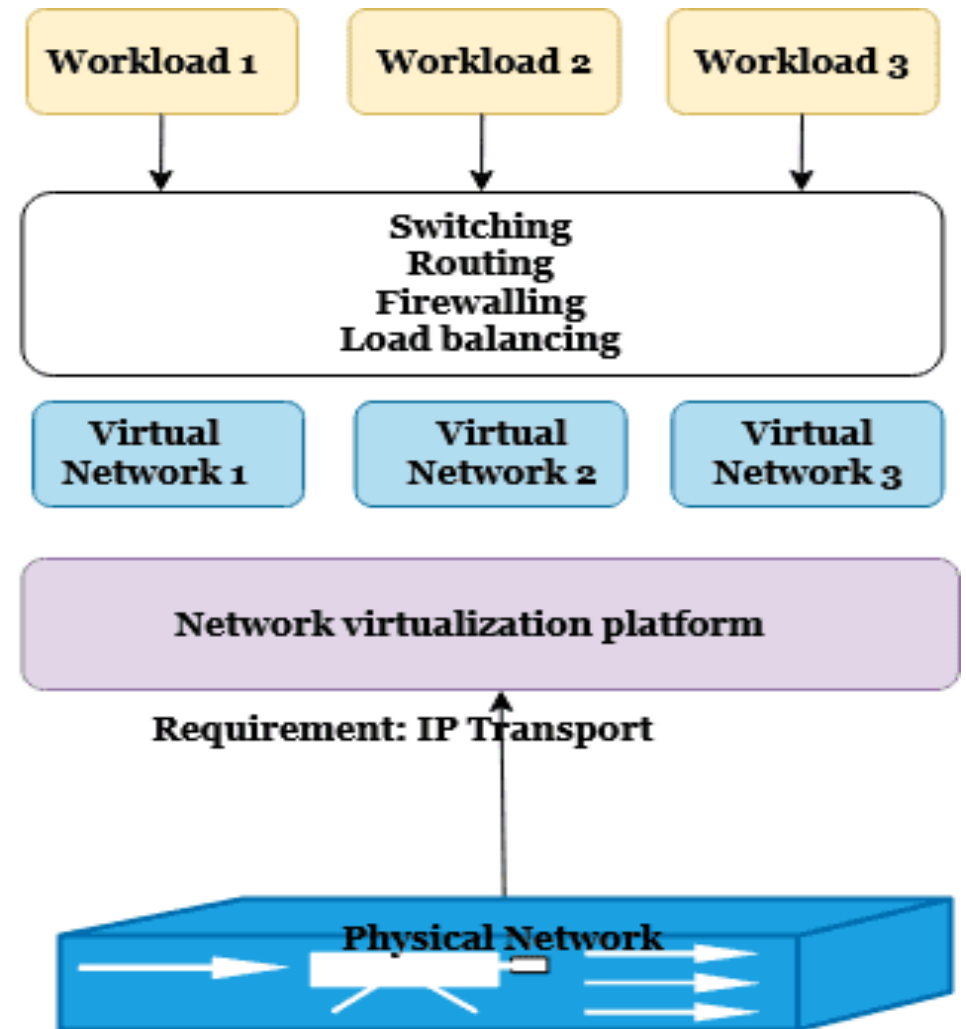 Workload 1
Workload 2
Workload 3
Switching
Routing
Firewalling
Load balancing
Virtual
Network 1
Virtual
Network 2
Virtual
Network 3
Network virtualization platform
Requirement: IP Transport
Physical Network